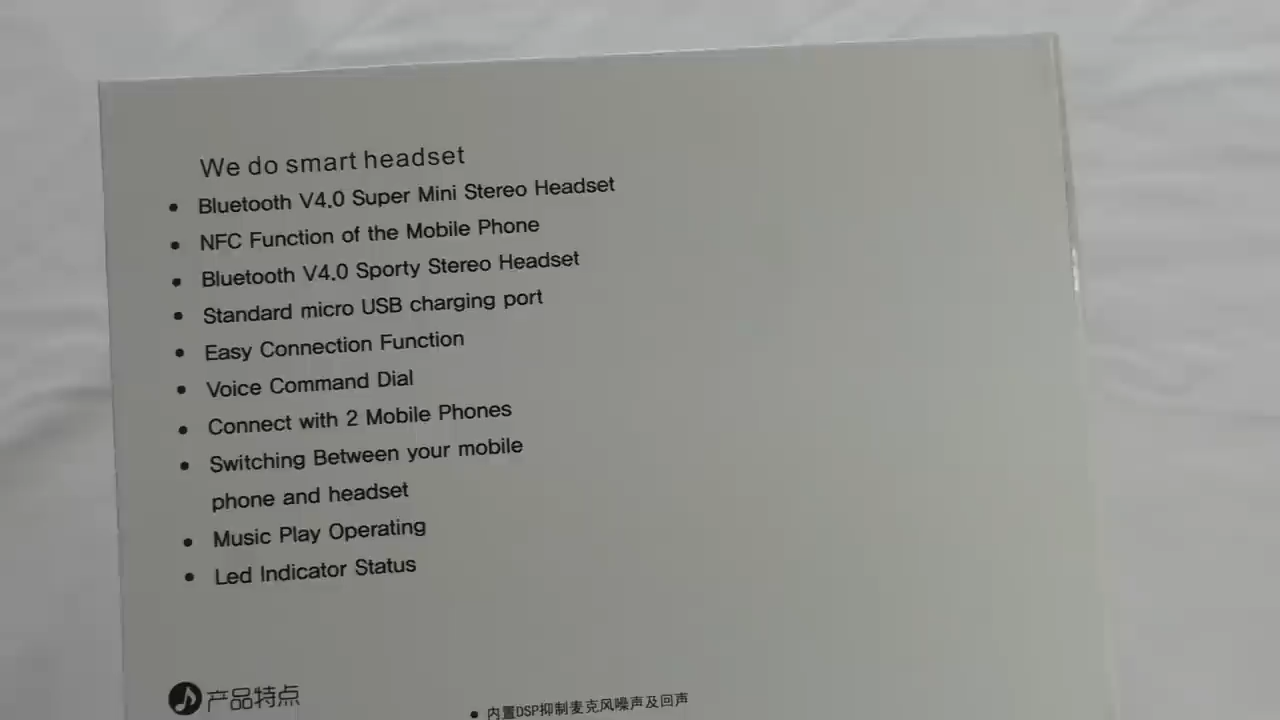 We do smart headset
• Bluetooth V4.0 Super Mini Stereo Headset
• NFC Function of the Mobile Phone
• Bluetooth V4.0 Sporty Stereo Headset
• Standard micro USB charging port
• Easy Connection Function
• Voice Command Dial
• Connect with 2 Mobile Phones
• Switching Between your mobile
phone and headset
• Music Play Operating
• Led Indicator Status
产品特点
• 内置DSP抑制麦克风噪声及回声